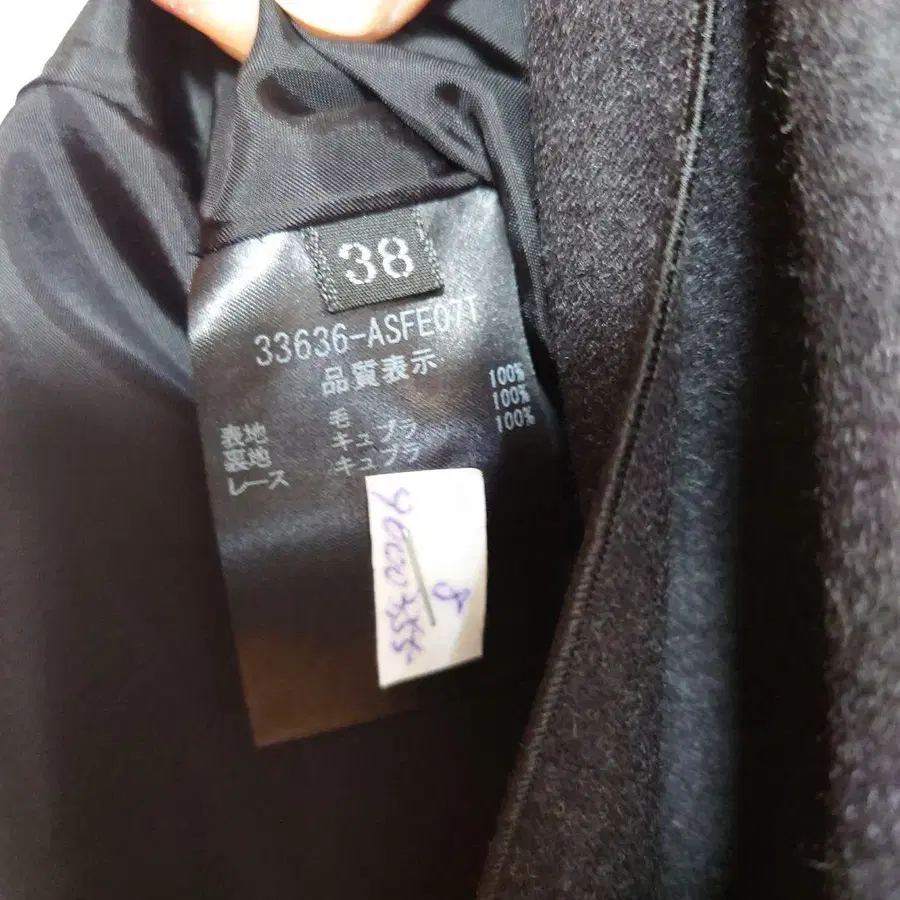 38
33636-ASFE07T
品質表示
表地 毛 100%
裏地 キュプラ 100%
レース キュプラ 100%